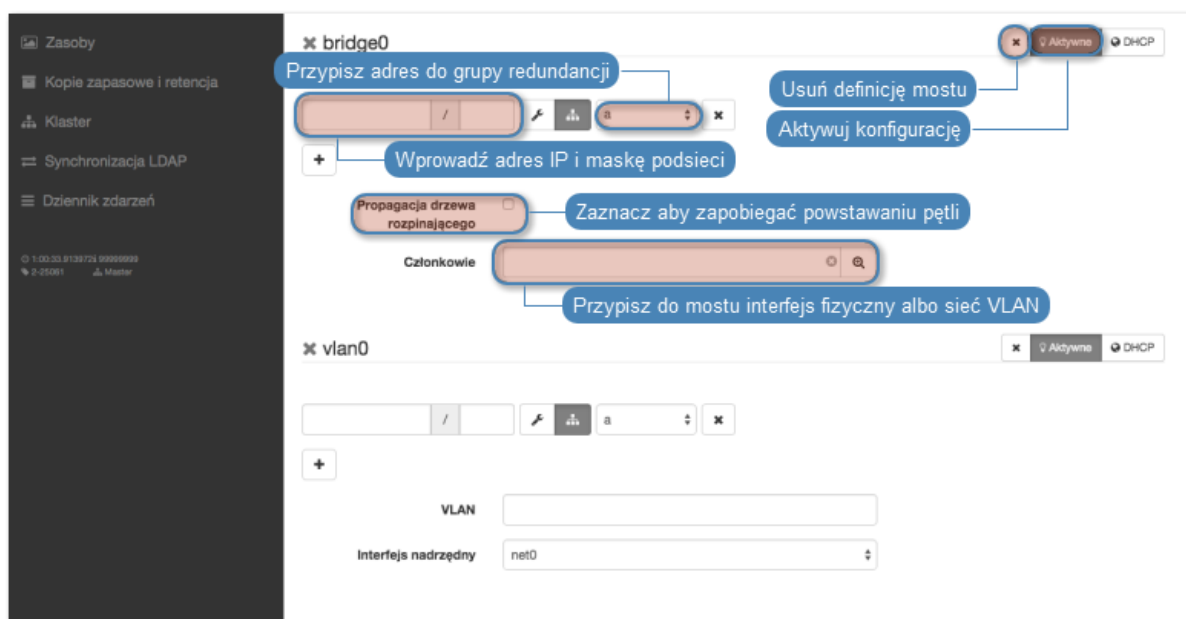 Zasoby
Kopie zapasowe i retencja
Klaster
Synchronizacja LDAP
Dziennik zdarzeń
2-25081 Master
bridge0
Aktywne DHCP
Przypisz adres do grupy redundancji
Usuń definicję mostu
/ a
Aktywuj konfigurację
Wprowadź adres IP i maskę podsieci
Propagacja drzewa
rozpinającego
Zaznacz aby zapobiegać powstawaniu pętli
Członkowie
Przypisz do mostu interfejs fizyczny albo sieć VLAN
vlan0
Aktywne DHCP
/ a
VLAN
Interfejs nadrzędny net0